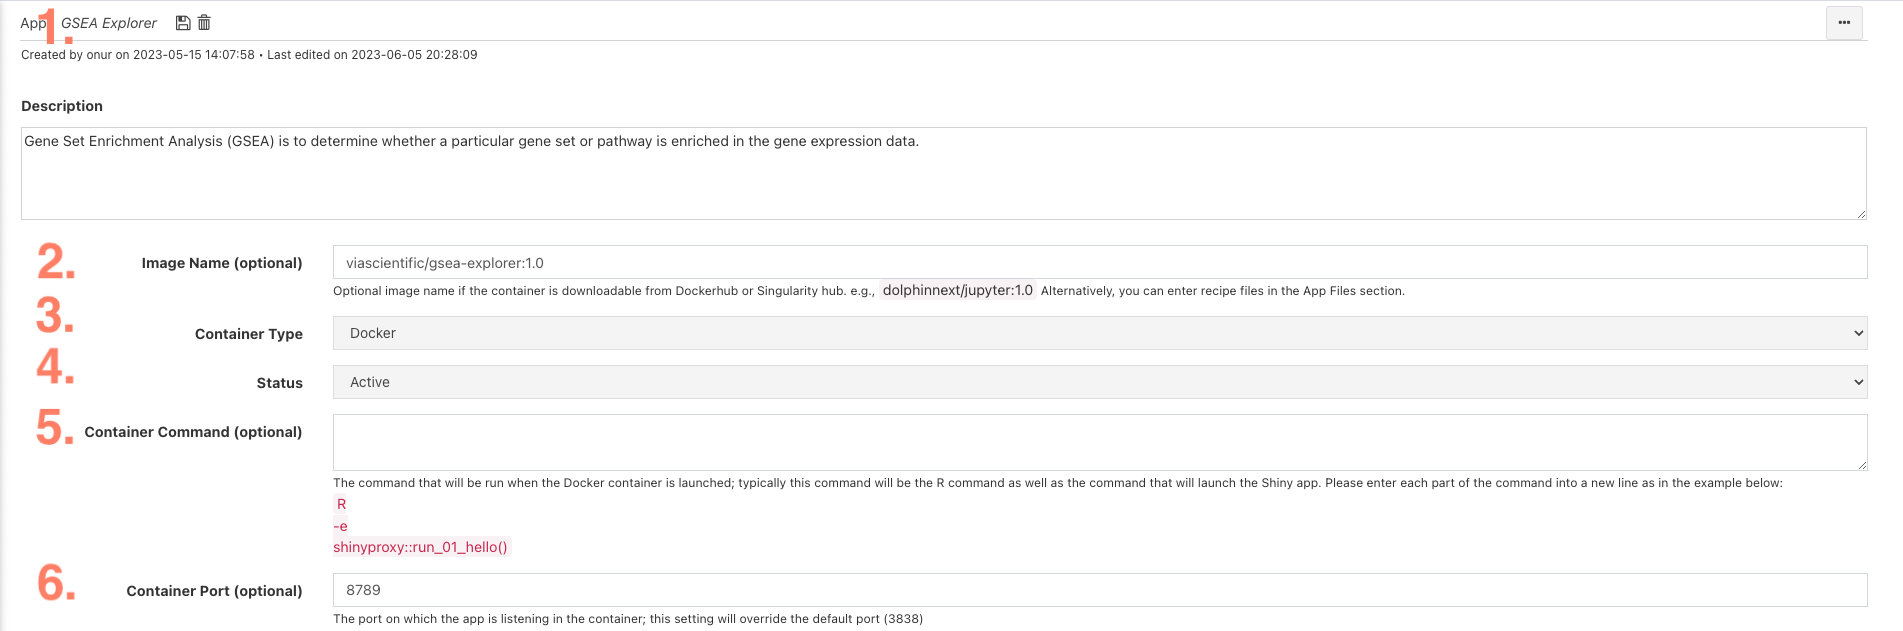 App 1. GSEA Explorer ...
Created by onur on 2023-05-15 14:07:58 • Last edited on 2023-06-05 20:28:09
Description
Gene Set Enrichment Analysis (GSEA) is to determine whether a particular gene set or pathway is enriched in the gene expression data.
2. Image Name (optional) viascientific/gsea-explorer:1.0
Optional image name if the container is downloadable from Dockerhub or Singularity hub. e.g., dolphinnext/jupyter:1.0 Alternatively, you can enter recipe files in the App Files section.
3. Container Type Docker
4. Status Active
5. Container Command (optional)
The command that will be run when the Docker container is launched; typically this command will be the R command as well as the command that will launch the Shiny app. Please enter each part of the command into a new line as in the example below:
R
-e
shinyproxy::run_01_hello()
6. Container Port (optional) 8789
The port on which the app is listening in the container; this setting will override the default port (3838)